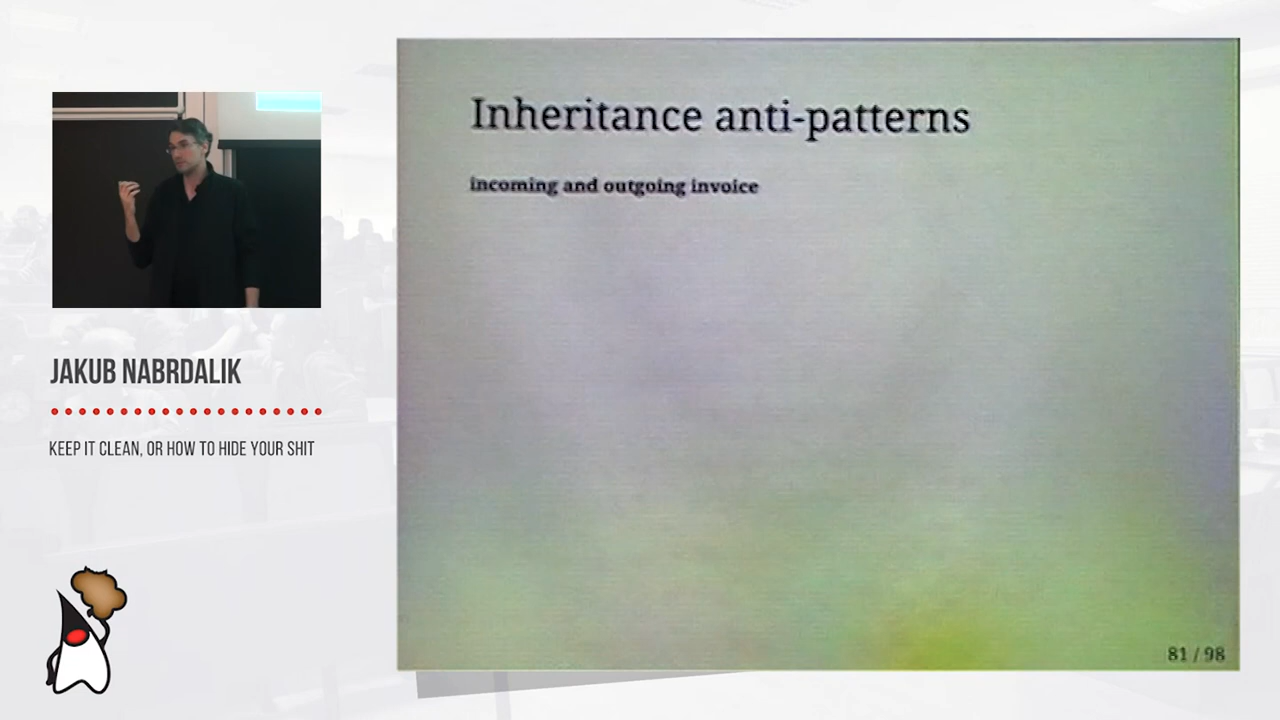 Inheritance anti-patterns
incoming and outgoing invoice
JAKUB NABRDALIK
KEEP IT CLEAN, OR HOW TO HIDE YOUR SHIT
81 / 98